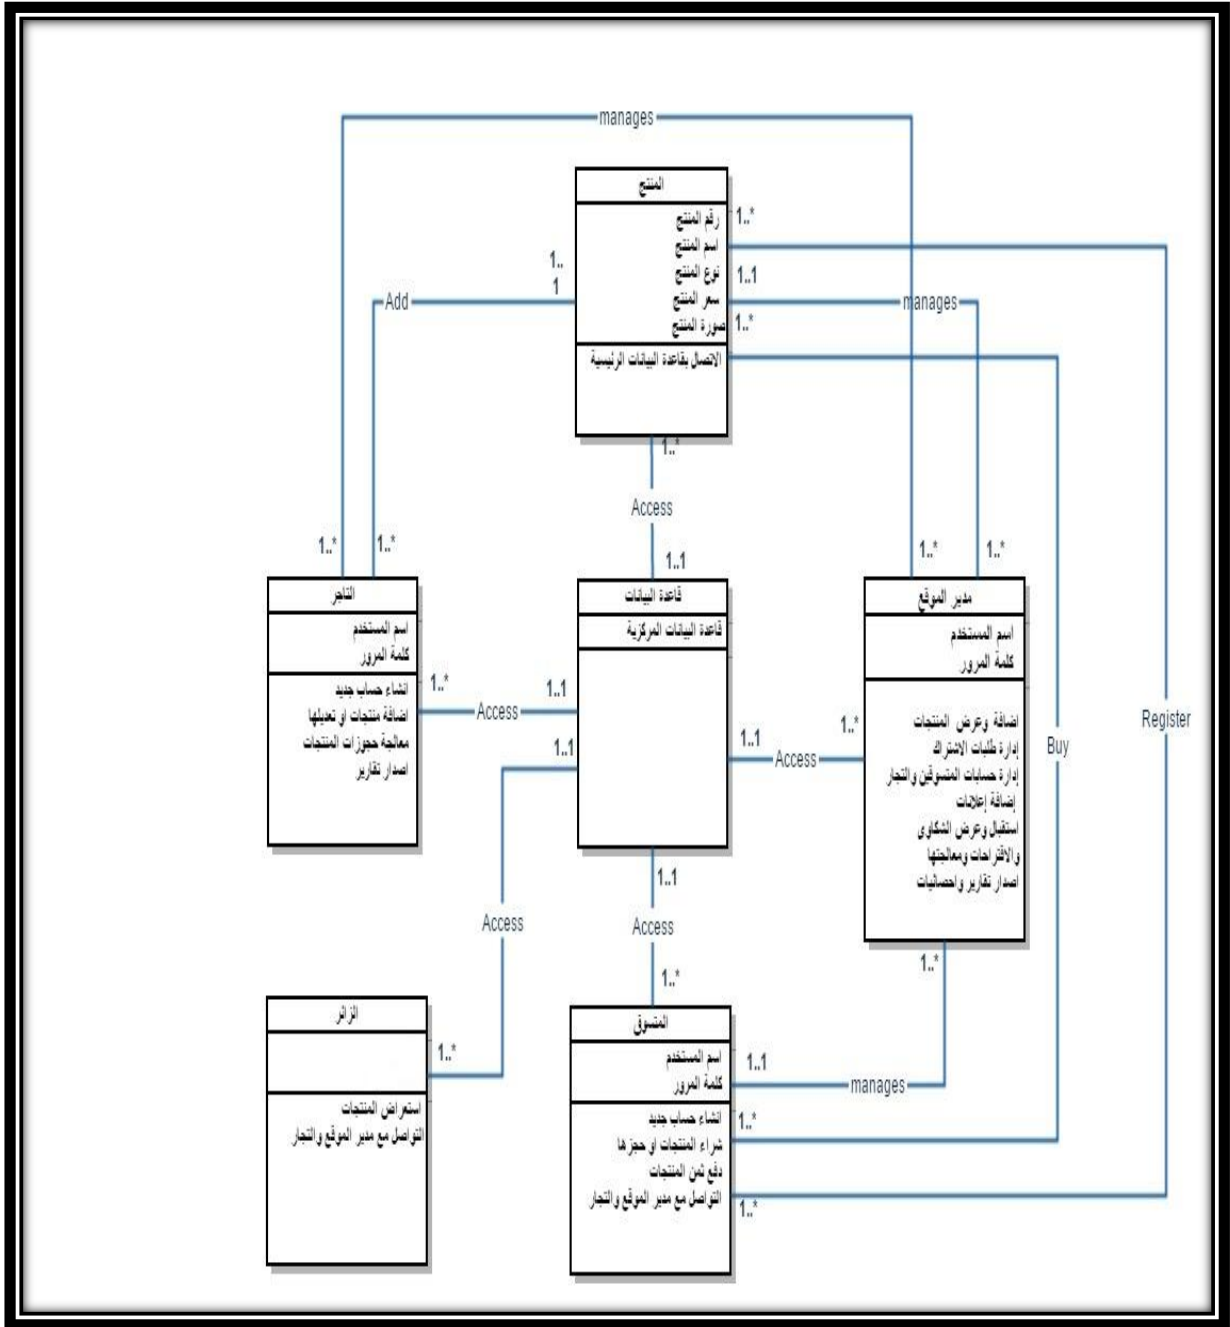 manages
المنتج
رقم المنتج
اسم المنتج
نوع المنتج
سعر المنتج
صورة المنتج
الاتصال بقاعدة البيانات الرئيسية
1..*
1..1
1..*
1..
1
Add
manages
1..*
Access
1..1
1..*
1..*
1..*
1..*
التاجر
اسم المستخدم
كلمة المرور
انشاء حساب جديد
اضافة منتجات او تعديلها
معالجة حجوزات المنتجات
اصدار تقارير
قاعدة البيانات
قاعدة البيانات المركزية
مدير الموقع
اسم المستخدم
كلمة المرور
اضافة وعرض المنتجات
إدارة طلبات الاشتراك
إدارة حسابات المتسوقين والتجار
إضافة إعلانات
استقبال وعرض الشكاوى
والاقتراحات ومعالجتها
اصدار تقارير واحصائيات
1..*
Access
1..1
1..1
1..1
Access
1..*
Buy
Register
Access
1..1
Access
1..*
1..*
الزائر
1..*
استعراض المنتجات
التواصل مع مدير الموقع والتجار
المتسوق
اسم المستخدم
كلمة المرور
انشاء حساب جديد
شراء المنتجات او حجزها
دفع ثمن المنتجات
التواصل مع مدير الموقع والتجار
1..1
manages
1..*
1..*